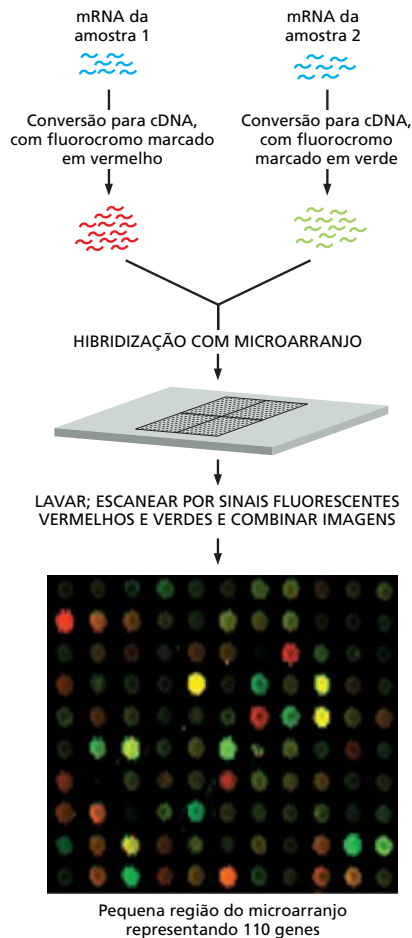 mRNA da
amostra 1
mRNA da
amostra 2
Conversão para cDNA,
com fluorocromo marcado
em vermelho
Conversão para cDNA,
com fluorocromo
marcado em verde
HIBRIDIZAÇÃO COM MICROARRANJO
LAVAR; ESCANEAR POR SINAIS FLUORESCENTES
VERMELHOS E VERDES E COMBINAR IMAGENS
Pequena região do microarranjo
representando 110 genes